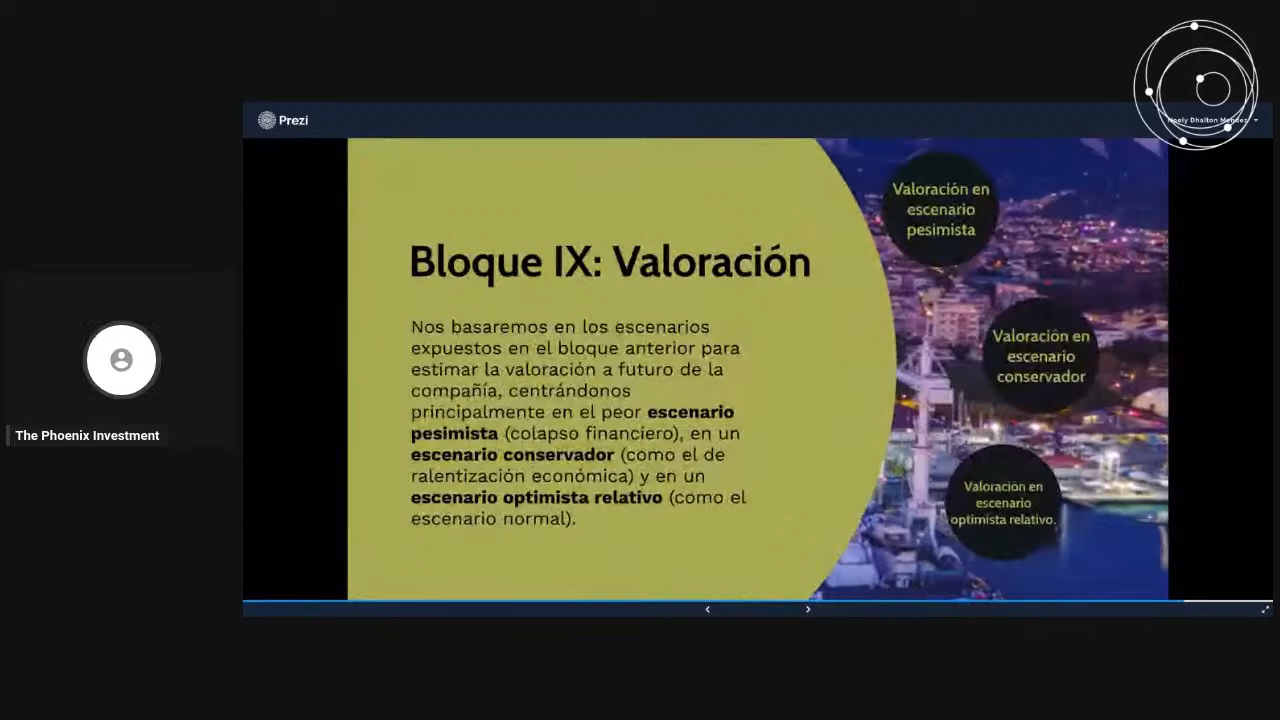 Prezi
Bloque IX: Valoración
Nos basaremos en los escenarios
expuestos en el bloque anterior para
estimar la valoración a futuro de la
compañía, centrándonos
principalmente en el peor escenario
pesimista (colapso financiero), en un
escenario conservador (como el de
ralentización económica) y en un
escenario optimista relativo (como el
escenario normal).
Valoración en
escenario
pesimista
Valoración en
escenario
conservador
Valoración en
escenario
optimista relativo.
The Phoenix Investment